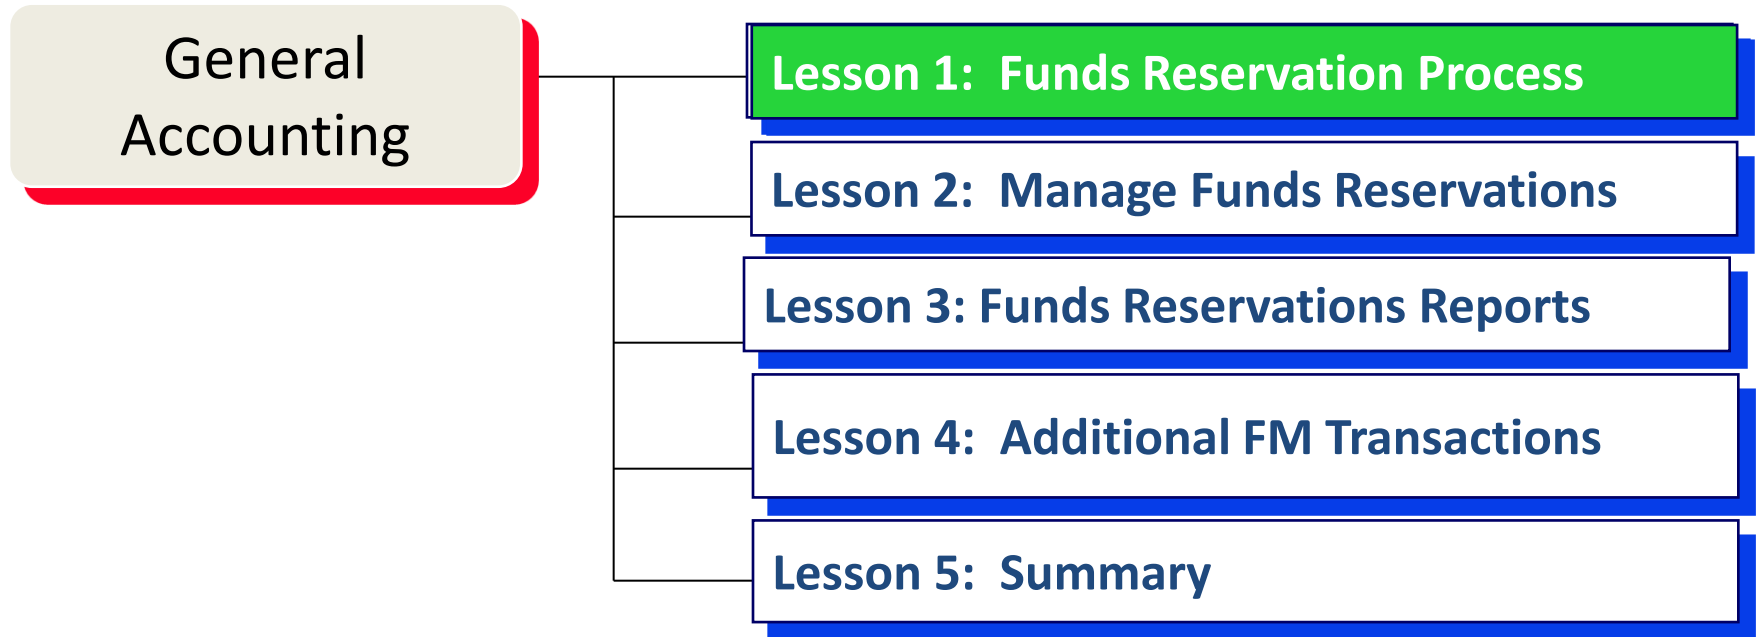 General
Accounting
Lesson 1:  Funds Reservation Process
Lesson 2:  Manage Funds Reservations
Lesson 3: Funds Reservations Reports
Lesson 4:  Additional FM Transactions
Lesson 5:  Summary